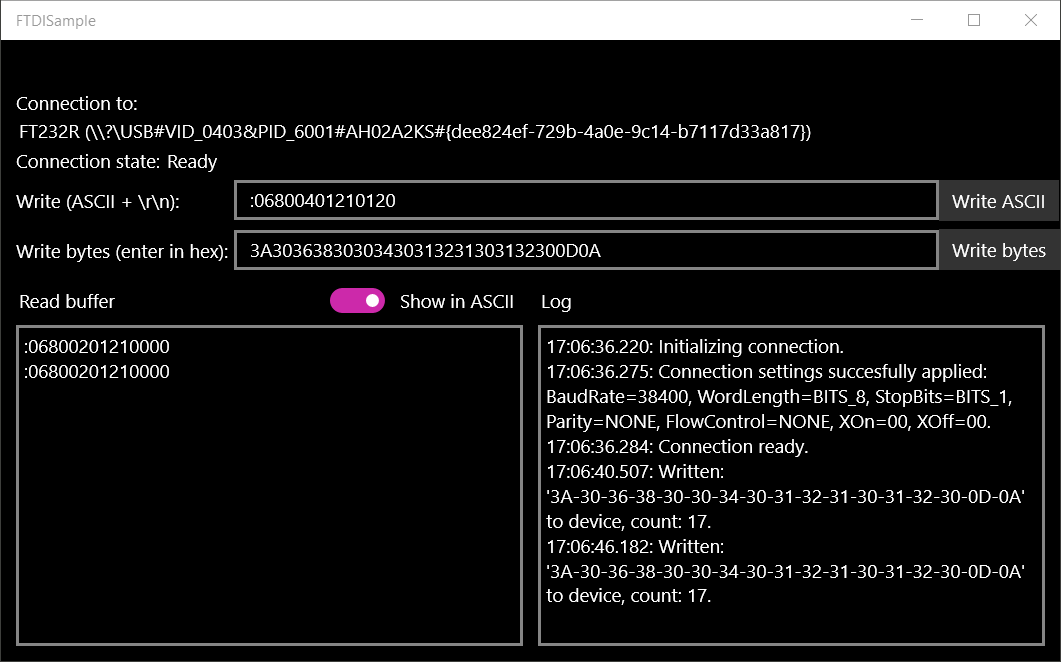 FTDISample
Connection to:
FT232R (\\?\USB#VID_0403&PID_6001#AH02A2KS#{dee824ef-729b-4a0e-9c14-b7117d33a817})
Connection state: Ready
Write (ASCII + \r\n):
:06800401210120
Write ASCII
Write bytes (enter in hex):
3A30363830303430313231303132300D0A
Write bytes
Read buffer
Show in ASCII
Log
:06800201210000
:06800201210000
17:06:36.220: Initializing connection.
17:06:36.275: Connection settings succesfully applied:
BaudRate=38400, WordLength=BITS_8, StopBits=BITS_1,
Parity=NONE, FlowControl=NONE, XOn=00, XOff=00.
17:06:36.284: Connection ready.
17:06:40.507: Written:
'3A-30-36-38-30-30-34-30-31-32-31-30-31-32-30-0D-0A'
to device, count: 17.
17:06:46.182: Written:
'3A-30-36-38-30-30-34-30-31-32-31-30-31-32-30-0D-0A'
to device, count: 17.